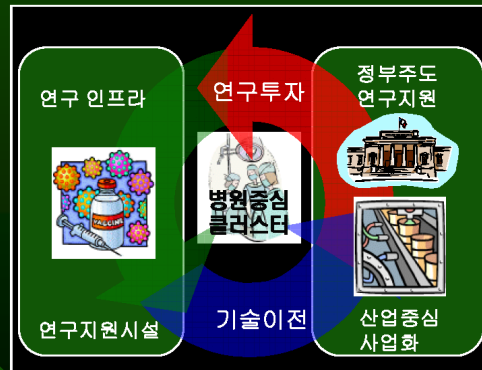 연구 인프라
연구투자
정부주도
연구지원
VACCINE
병원중심
클러스터
연구지원시설
기술이전
산업중심
사업화